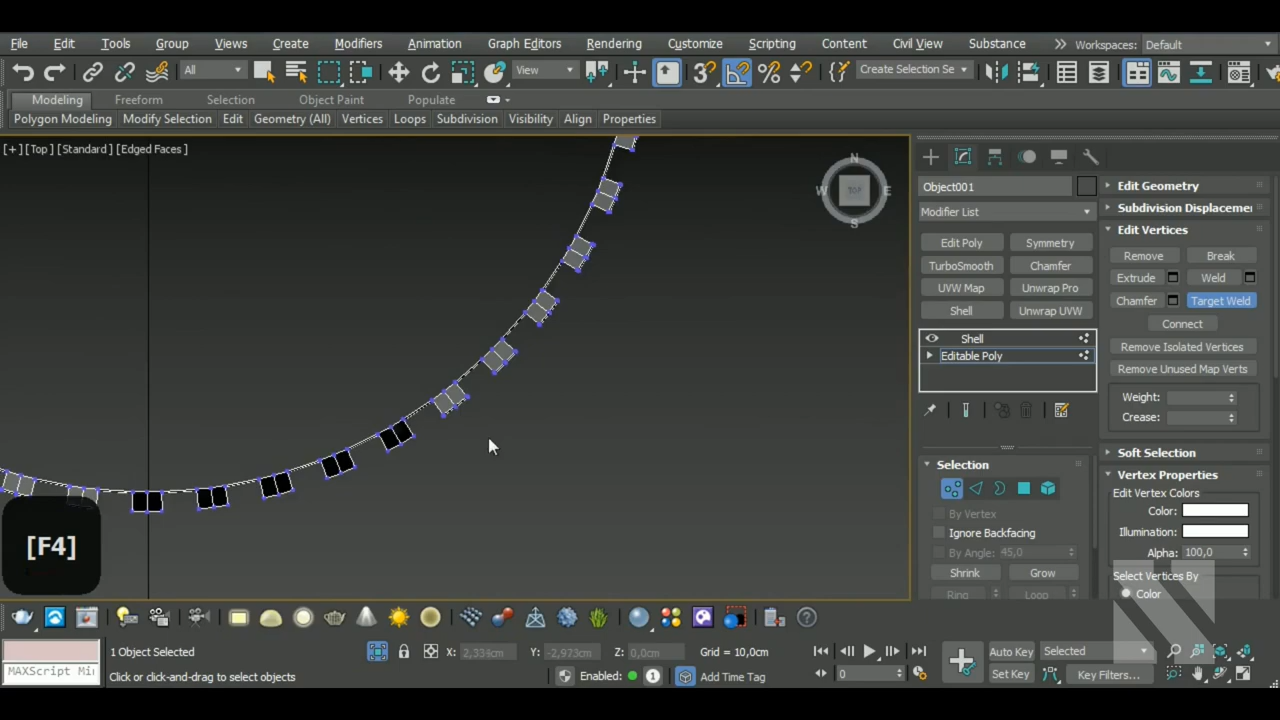 File Edit Tools Group Views Create Modifiers Animation Graph Editors Rendering Customize Scripting Content Civil View Substance Workspaces: Default
All View 3 Create Selection Se
Modeling Freeform Selection Object Paint Populate
Polygon Modeling Modify Selection Edit Geometry (All) Vertices Loops Subdivision Visibility Align Properties
[+] [Top] [Standard] [Edged Faces]
N
W TOP E
S
Object001
Modifier List
Edit Poly Symmetry
TurboSmooth Chamfer
UVW Map Unwrap Pro
Shell Unwrap UVW
Shell
Editable Poly
Selection
By Vertex
Ignore Backfacing
By Angle: 45,0
Shrink Grow
Ring Loop
Edit Geometry
Subdivision Displacemen
Edit Vertices
Remove Break
Extrude Weld
Chamfer Target Weld
Connect
Remove Isolated Vertices
Remove Unused Map Verts
Weight:
Crease:
Soft Selection
Vertex Properties
Edit Vertex Colors
Color:
Illumination:
Alpha: 100,0
Select Vertices By
Color
[F4]
1 Object Selected X: 2,334cm Y: -2,973cm Z: 0,0cm Grid = 10,0cm Auto Key Selected
MAXScript Mi Click or click-and-drag to select objects Enabled: 1 Add Time Tag 0 Set Key Key Filters...